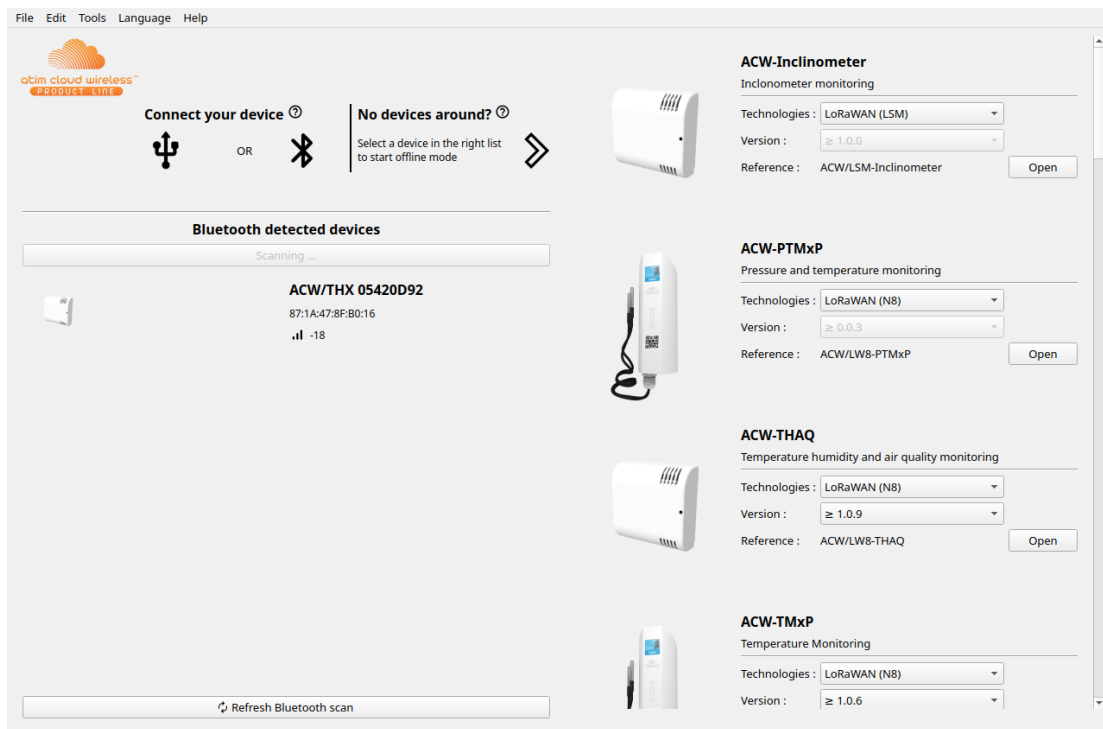 File Edit Tools Language Help
atim cloud wireless™
PRODUCT LINE
Connect your device
OR
No devices around?
Select a device in the right list
to start offline mode
Bluetooth detected devices
Scanning ...
ACW/THX 05420D92
87:1A:47:8F:B0:16
-18
Refresh Bluetooth scan
ACW-Inclinometer
Inclonometer monitoring
Technologies : LoRaWAN (LSM)
Version : ≥ 1.0.0
Reference : ACW/LSM-Inclinometer Open
ACW-PTMxP
Pressure and temperature monitoring
Technologies : LoRaWAN (N8)
Version : ≥ 0.0.3
Reference : ACW/LW8-PTMxP Open
ACW-THAQ
Temperature humidity and air quality monitoring
Technologies : LoRaWAN (N8)
Version : ≥ 1.0.9
Reference : ACW/LW8-THAQ Open
ACW-TMxP
Temperature Monitoring
Technologies : LoRaWAN (N8)
Version : ≥ 1.0.6